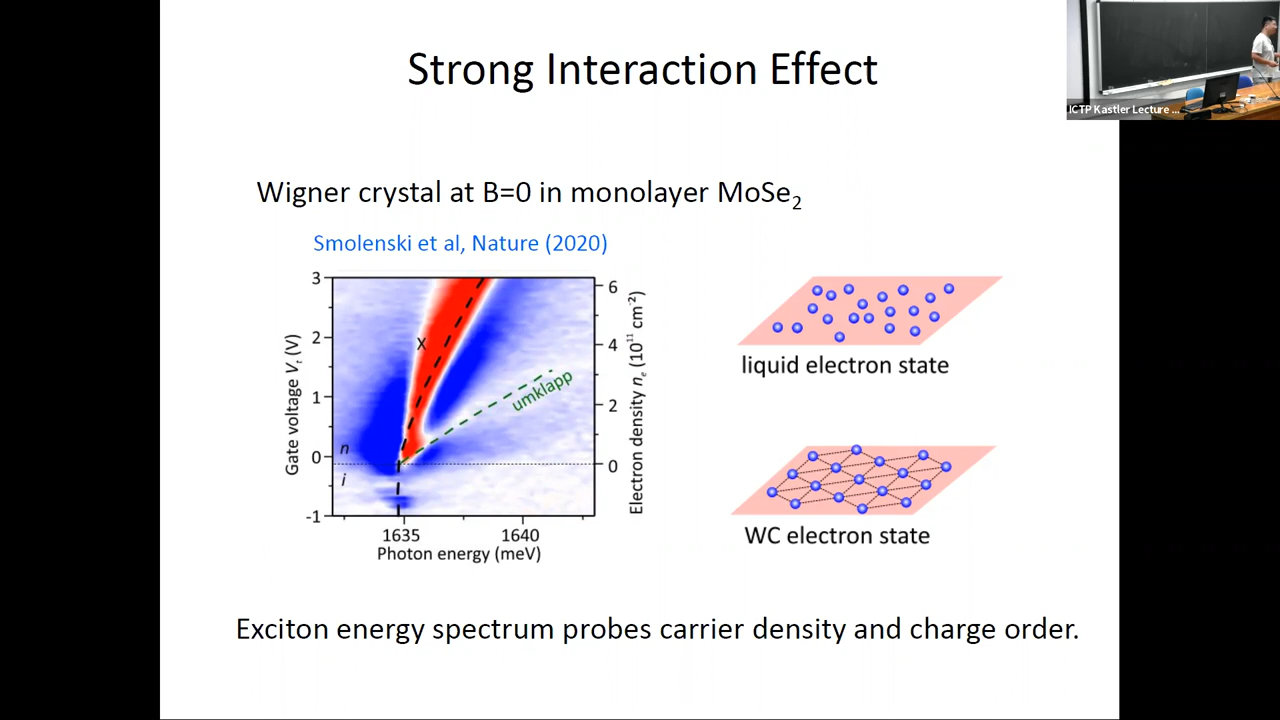 Strong Interaction Effect
ICTP Kastler Lecture ...
Wigner crystal at B=0 in monolayer MoSe₂
Smolenski et al, Nature (2020)
3
2
1
0
-1
Gate voltage Vₜ (V)
n
i
X
umklapp
6
4
2
0
Electron density nₑ (10¹¹ cm⁻²)
1635
1640
Photon energy (meV)
liquid electron state
WC electron state
Exciton energy spectrum probes carrier density and charge order.